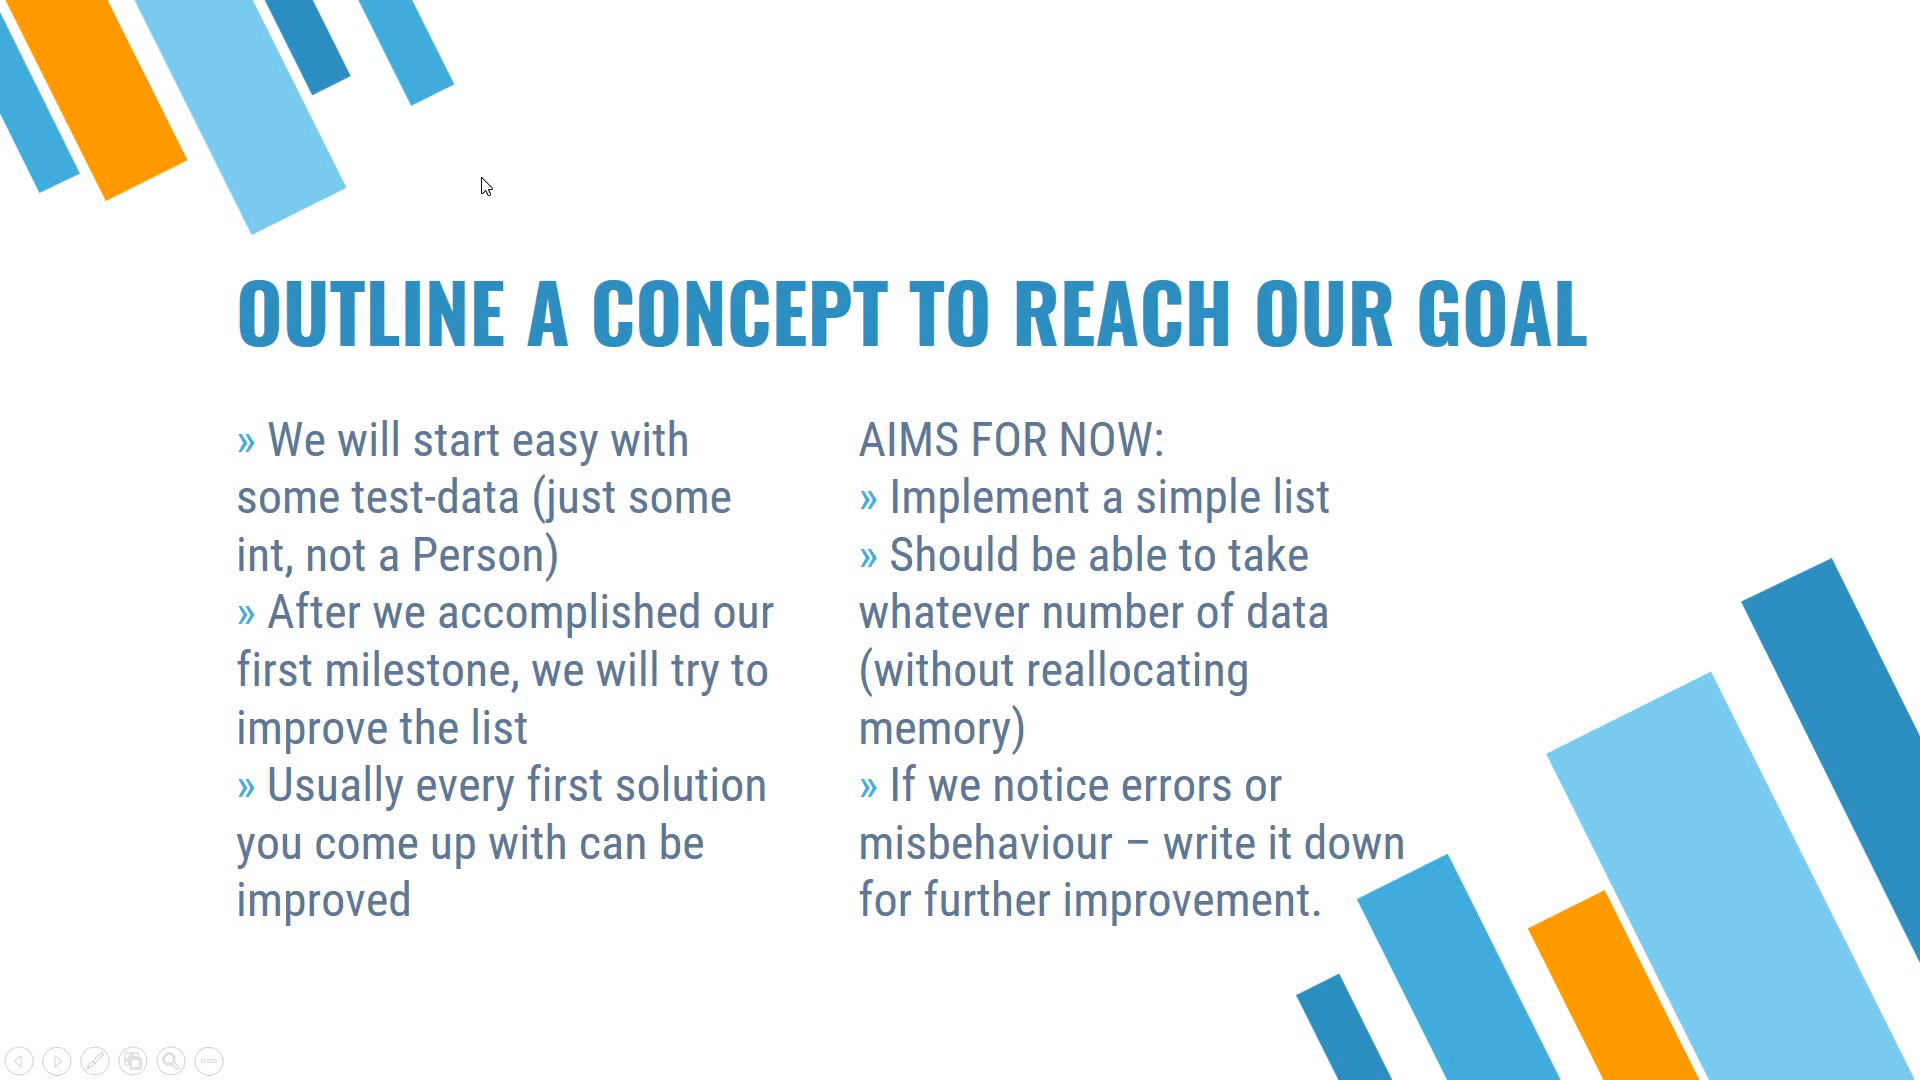 OUTLINE A CONCEPT TO REACH OUR GOAL
» We will start easy with
some test-data (just some
int, not a Person)
» After we accomplished our
first milestone, we will try to
improve the list
» Usually every first solution
you come up with can be
improved
AIMS FOR NOW:
» Implement a simple list
» Should be able to take
whatever number of data
(without reallocating
memory)
» If we notice errors or
misbehaviour – write it down
for further improvement.